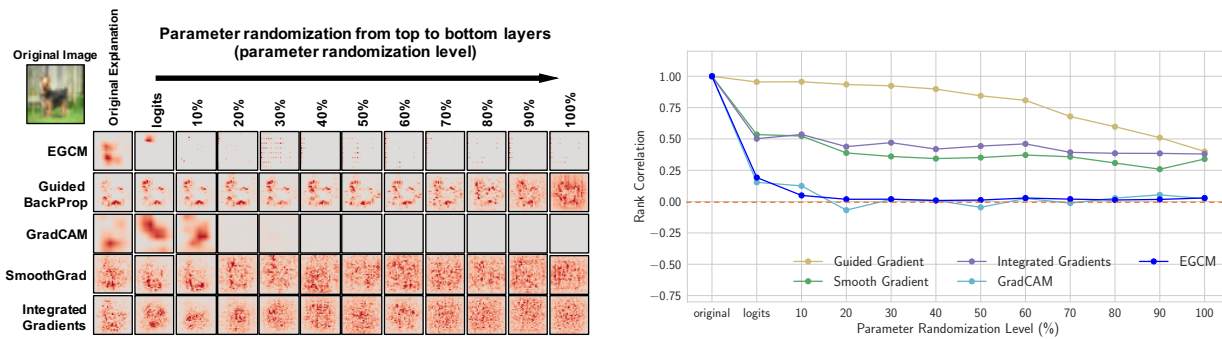 Parameter randomization from top to bottom layers
(parameter randomization level)
Original Image
Original Explanation
logits
10%
20%
30%
40%
50%
60%
70%
80%
90%
100%
EGCM
Guided
BackProp
GradCAM
SmoothGrad
Integrated
Gradients
Rank Correlation
1.00
0.75
0.50
0.25
0.00
−0.25
−0.50
−0.75
Guided Gradient
Smooth Gradient
Integrated Gradients
GradCAM
EGCM
original logits 10 20 30 40 50 60 70 80 90 100
Parameter Randomization Level (%)